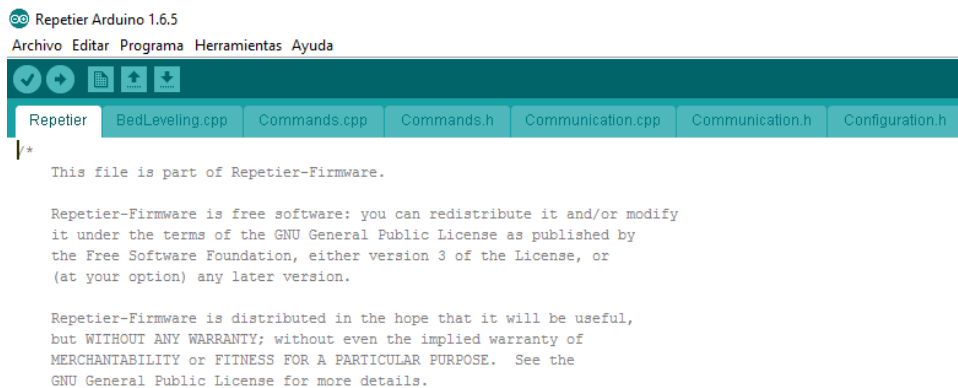 Repetier Arduino 1.6.5
Archivo Editar Programa Herramientas Ayuda
Repetier BedLeveling.cpp Commands.cpp Commands.h Communication.cpp Communication.h Configuration.h
/*
This file is part of Repetier-Firmware.
Repetier-Firmware is free software: you can redistribute it and/or modify
it under the terms of the GNU General Public License as published by
the Free Software Foundation, either version 3 of the License, or
(at your option) any later version.
Repetier-Firmware is distributed in the hope that it will be useful,
but WITHOUT ANY WARRANTY; without even the implied warranty of
MERCHANTABILITY or FITNESS FOR A PARTICULAR PURPOSE.  See the
GNU General Public License for more details.